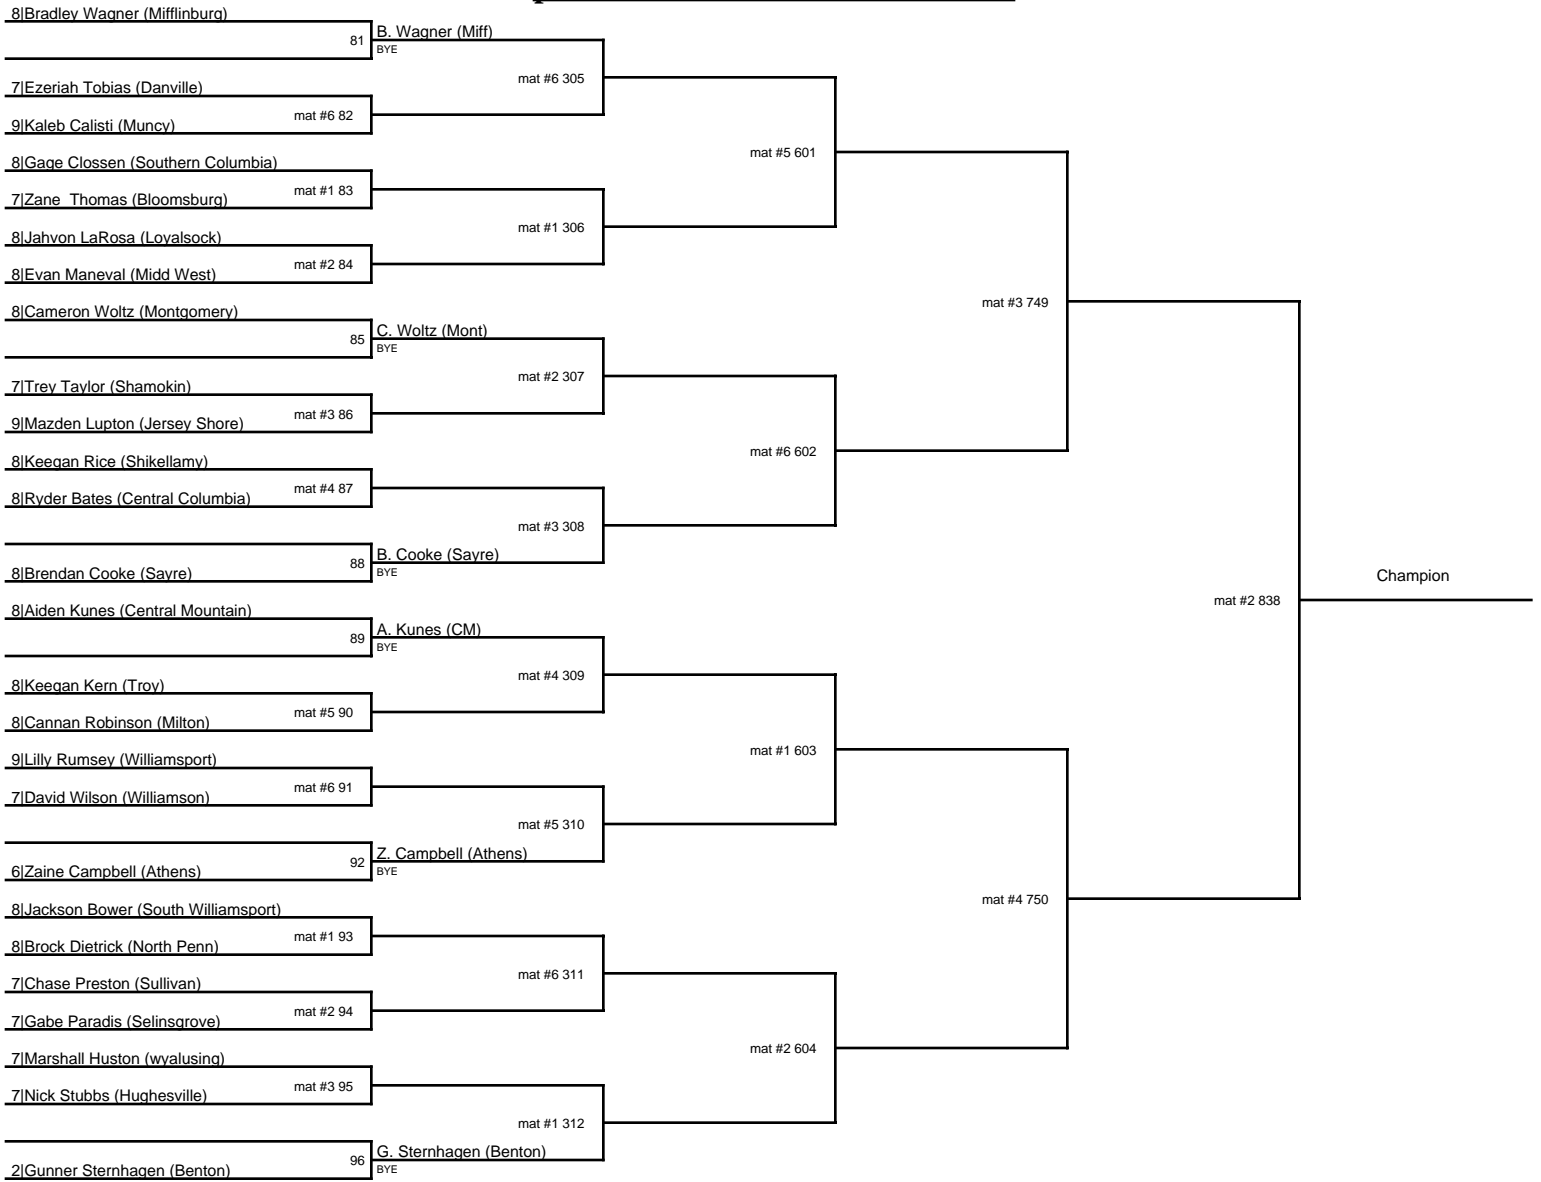 8|Bradley Wagner (Mifflinburg)
81
B. Wagner (Miff)
BYE
mat #6 305
7|Ezeriah Tobias (Danville)
mat #6 82
9|Kaleb Calisti (Muncy)
mat #5 601
8|Gage Clossen (Southern Columbia)
mat #1 83
7|Zane  Thomas (Bloomsburg)
mat #1 306
8|Jahvon LaRosa (Loyalsock)
mat #2 84
8|Evan Maneval (Midd West)
mat #3 749
8|Cameron Woltz (Montgomery)
85
C. Woltz (Mont)
BYE
mat #2 307
7|Trey Taylor (Shamokin)
mat #3 86
9|Mazden Lupton (Jersey Shore)
mat #6 602
8|Keegan Rice (Shikellamy)
mat #4 87
8|Ryder Bates (Central Columbia)
mat #3 308
88
B. Cooke (Sayre)
BYE
8|Brendan Cooke (Sayre)
Champion
mat #2 838
8|Aiden Kunes (Central Mountain)
89
A. Kunes (CM)
BYE
mat #4 309
8|Keegan Kern (Troy)
mat #5 90
8|Cannan Robinson (Milton)
mat #1 603
9|Lilly Rumsey (Williamsport)
mat #6 91
7|David Wilson (Williamson)
mat #5 310
92
Z. Campbell (Athens)
BYE
6|Zaine Campbell (Athens)
mat #4 750
8|Jackson Bower (South Williamsport)
mat #1 93
8|Brock Dietrick (North Penn)
mat #6 311
7|Chase Preston (Sullivan)
mat #2 94
7|Gabe Paradis (Selinsgrove)
mat #2 604
7|Marshall Huston (wyalusing)
mat #3 95
7|Nick Stubbs (Hughesville)
mat #1 312
96
G. Sternhagen (Benton)
BYE
2|Gunner Sternhagen (Benton)